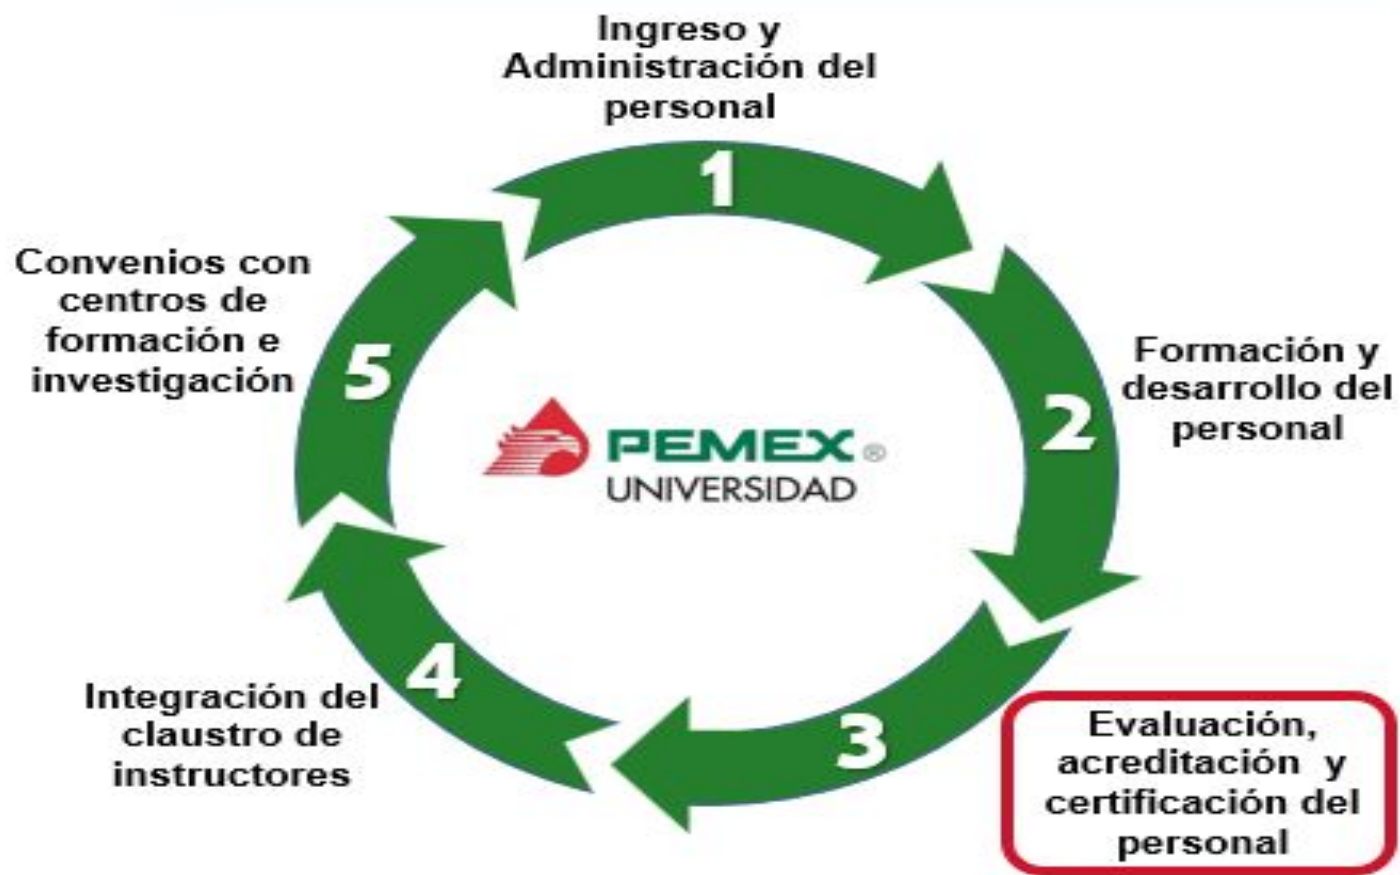 Ingreso y
Administración del
personal
1
Formación y
desarrollo del
personal
2
Evaluación,
acreditación y
certificación del
personal
3
Integración del
claustro de
instructores
4
Convenios con
centros de
formación e
investigación
5
PEMEX ®
UNIVERSIDAD